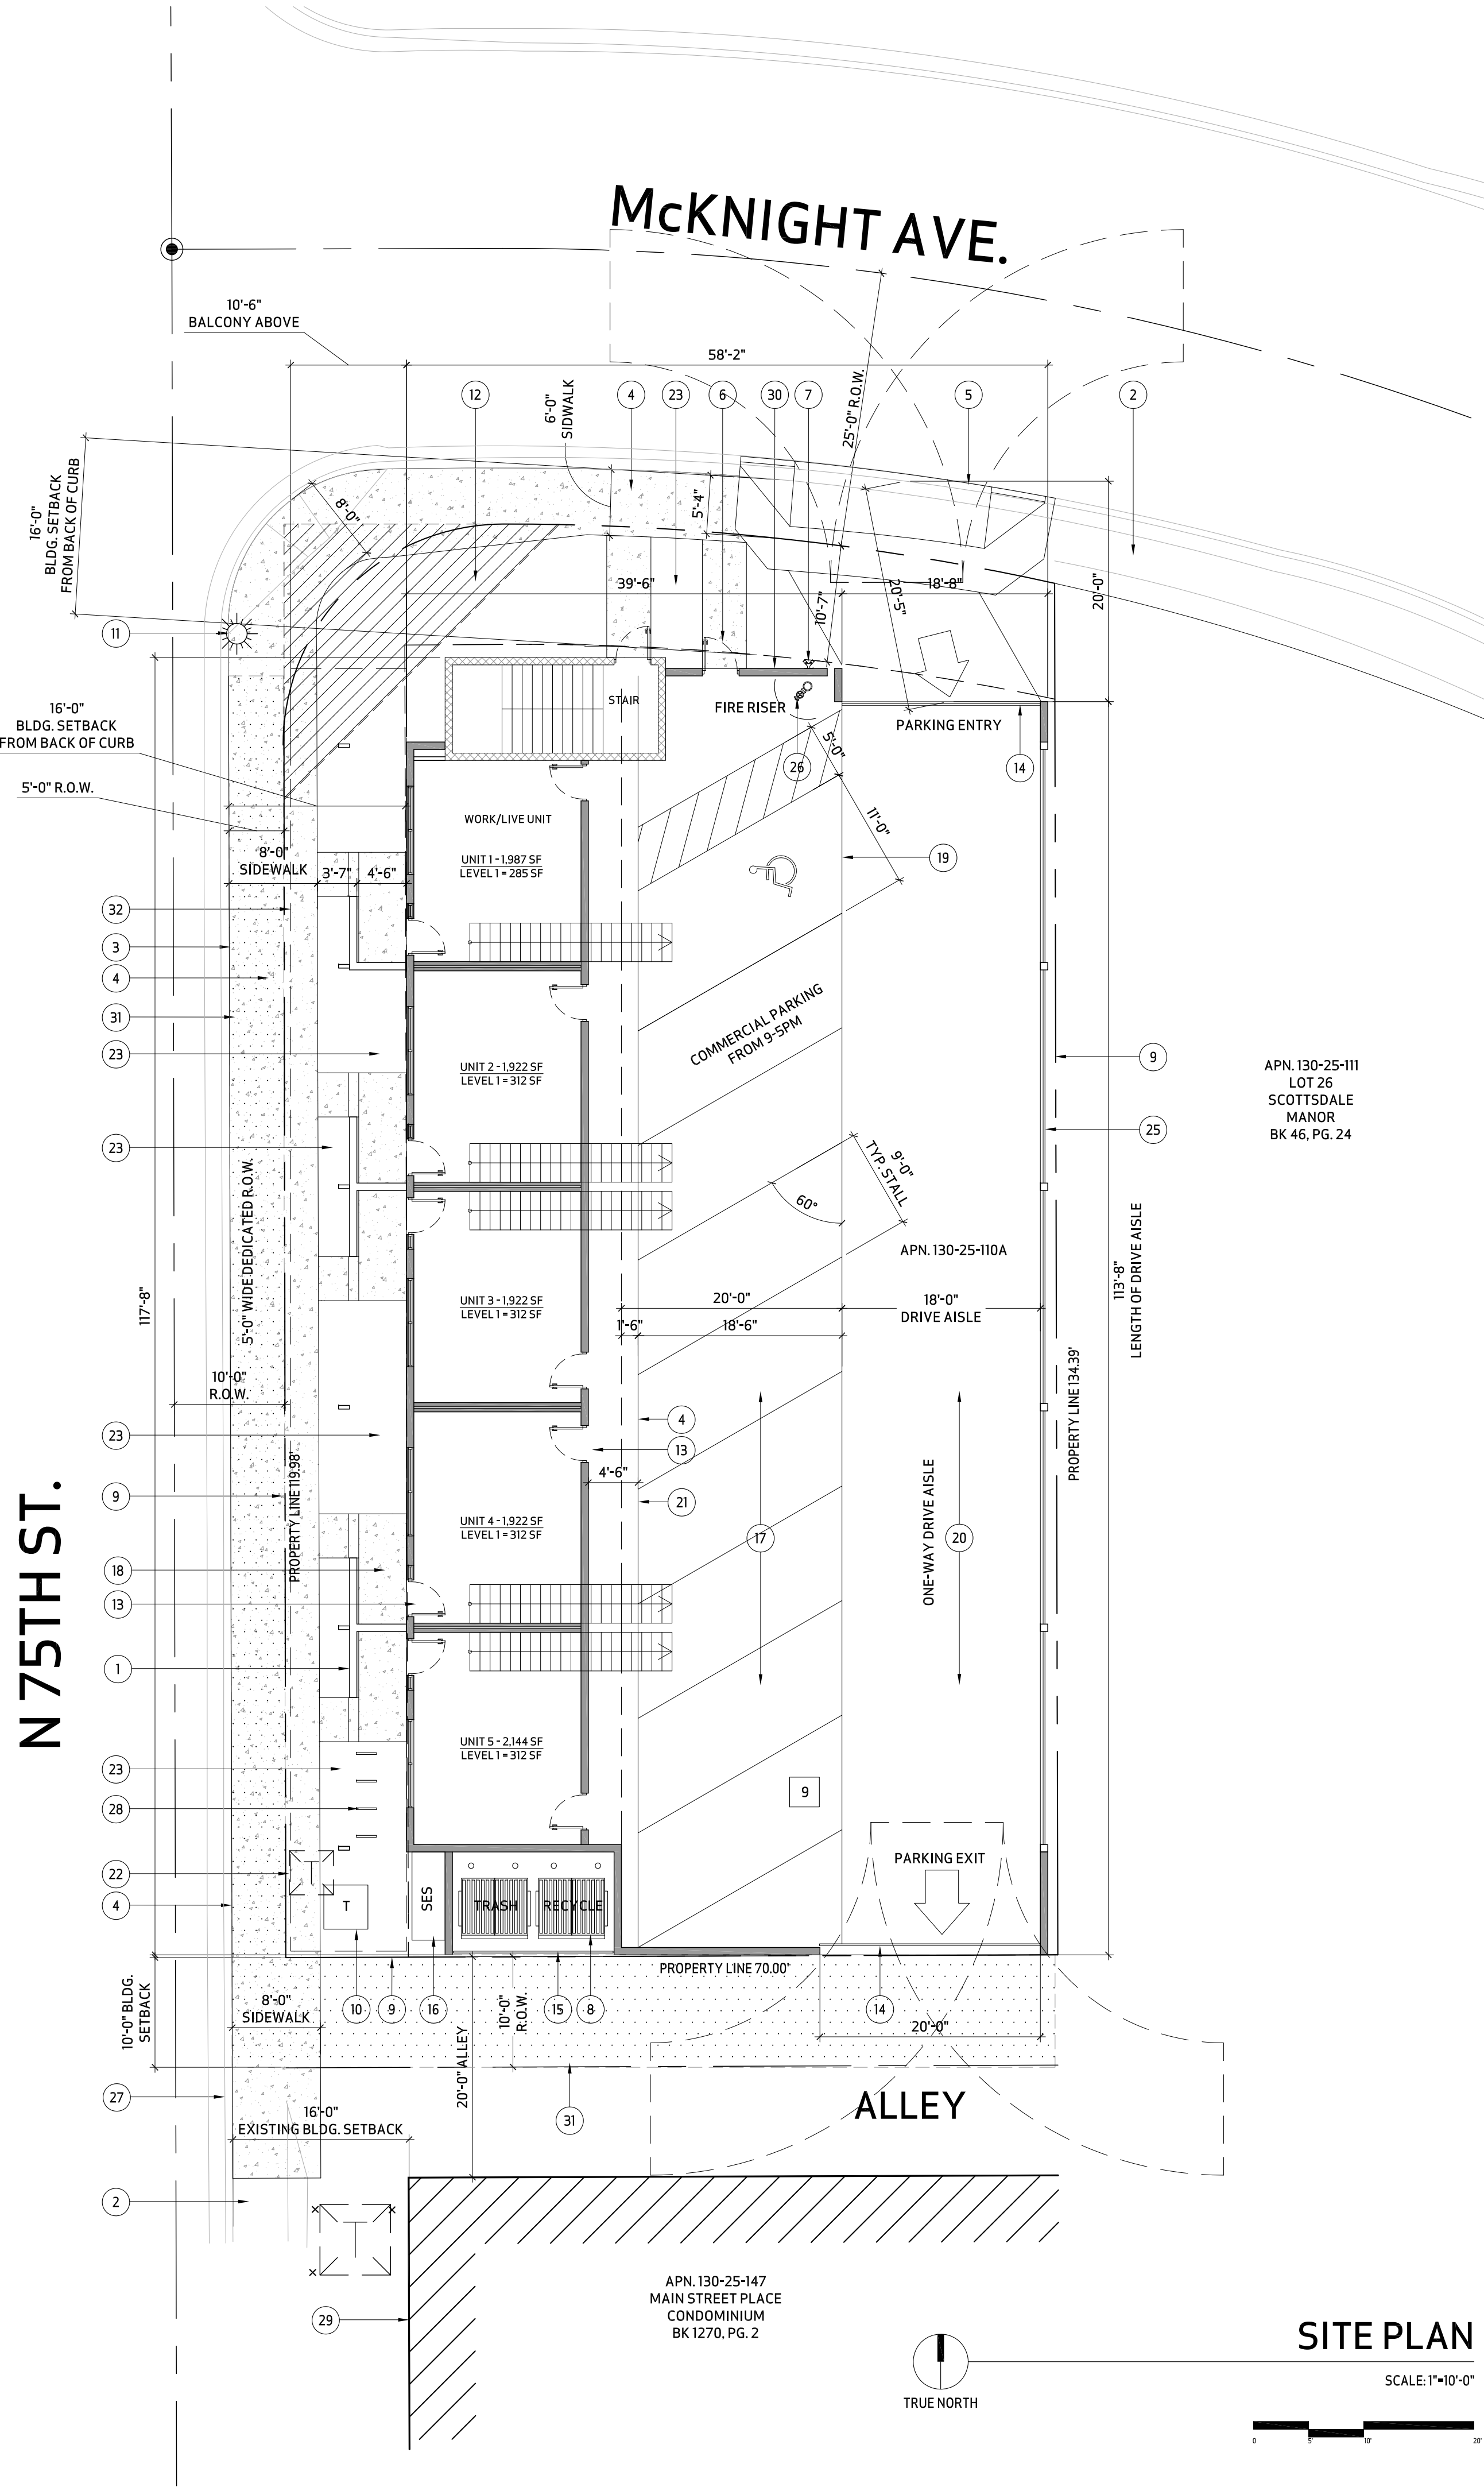 McKNIGHT AVE.
10'-6"
BALCONY ABOVE
58'-2"
12
6'-0"
SIDWALK
4
23
6
30
7
25'-0" R.O.W.
5
2
16'-0"
BLDG. SETBACK
FROM BACK OF CURB
8'-0"
5'-4"
39'-6"
10'-7"
20'-5"
18'-8"
20'-0"
11
STAIR
FIRE RISER
PARKING ENTRY
16'-0"
BLDG. SETBACK
FROM BACK OF CURB
5'-0"
26
14
5'-0" R.O.W.
11'-0"
WORK/LIVE UNIT
UNIT 1 - 1,987 SF
LEVEL 1 = 285 SF
8'-0"
SIDEWALK
3'-7"
4'-6"
19
32
3
4
31
23
COMMERCIAL PARKING
FROM 9-5PM
UNIT 2 - 1,922 SF
LEVEL 1 = 312 SF
9
APN. 130-25-111
LOT 26
SCOTTSDALE
MANOR
BK 46, PG. 24
25
23
9'-0"
TYP. STALL
60°
5'-0" WIDE DEDICATED R.O.W.
APN. 130-25-110A
117'-8"
113'-8"
LENGTH OF DRIVE AISLE
UNIT 3 - 1,922 SF
LEVEL 1 = 312 SF
20'-0"
18'-0"
DRIVE AISLE
1'-6"
18'-6"
10'-0"
R.O.W.
PROPERTY LINE 134.39'
23
4
13
4'-6"
9
PROPERTY LINE 119.98'
21
N 75TH ST.
UNIT 4 - 1,922 SF
LEVEL 1 = 312 SF
17
ONE-WAY DRIVE AISLE
20
18
13
1
UNIT 5 - 2,144 SF
LEVEL 1 = 312 SF
23
9
28
PARKING EXIT
22
4
T
SES
TRASH
RECYCLE
PROPERTY LINE 70.00'
10'-0" BLDG.
SETBACK
8'-0"
SIDEWALK
10
9
16
10'-0"
R.O.W.
15
8
14
20'-0"
20'-0" ALLEY
27
31
ALLEY
16'-0"
EXISTING BLDG. SETBACK
2
29
APN. 130-25-147
MAIN STREET PLACE
CONDOMINIUM
BK 1270, PG. 2
TRUE NORTH
SITE PLAN
SCALE: 1"=10'-0"
0
5'
10'
20'